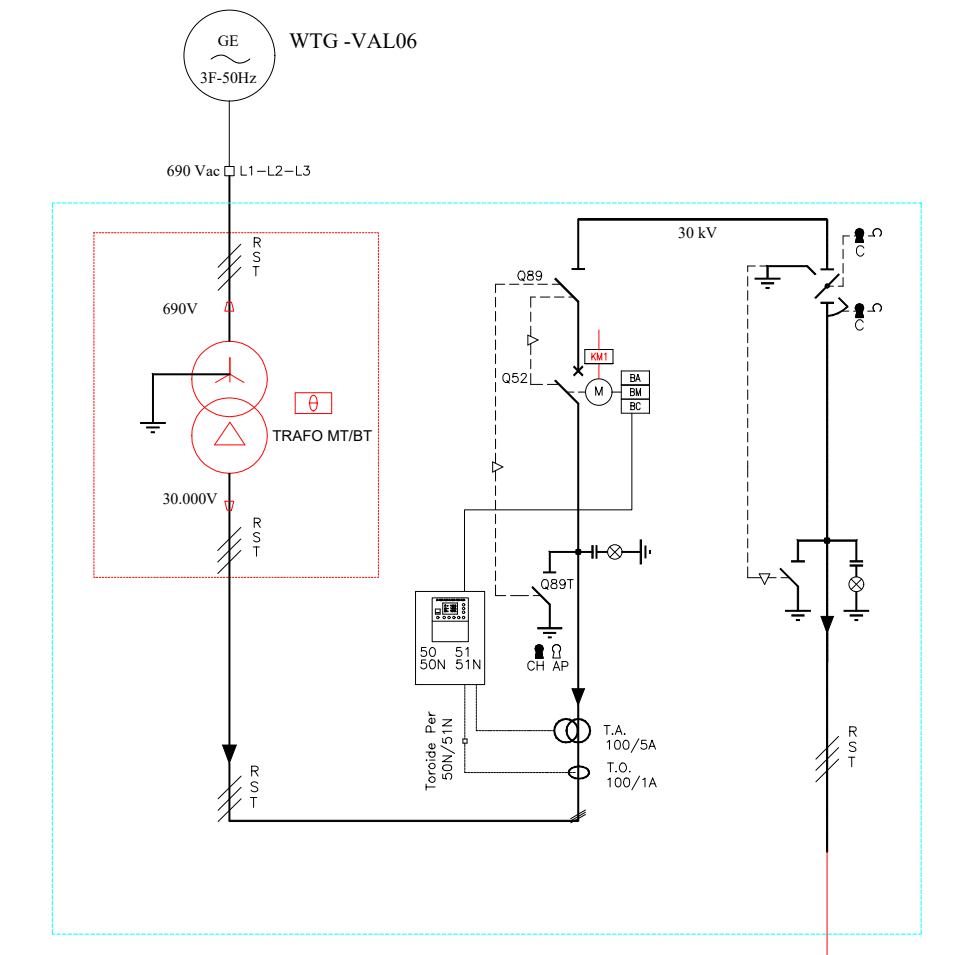 GE
3F-50Hz
WTG -VAL06
690 Vac
L1-L2-L3
R
S
T
690V
θ
TRAFO MT/BT
30.000V
R
S
T
R
S
T
30 kV
Q89
Q52
KM1
M
BA
BM
BC
Q89T
CH AP
50 51
50N 51N
Toroide Per
50N/51N
T.A.
100/5A
T.O.
100/1A
C
C
R
S
T